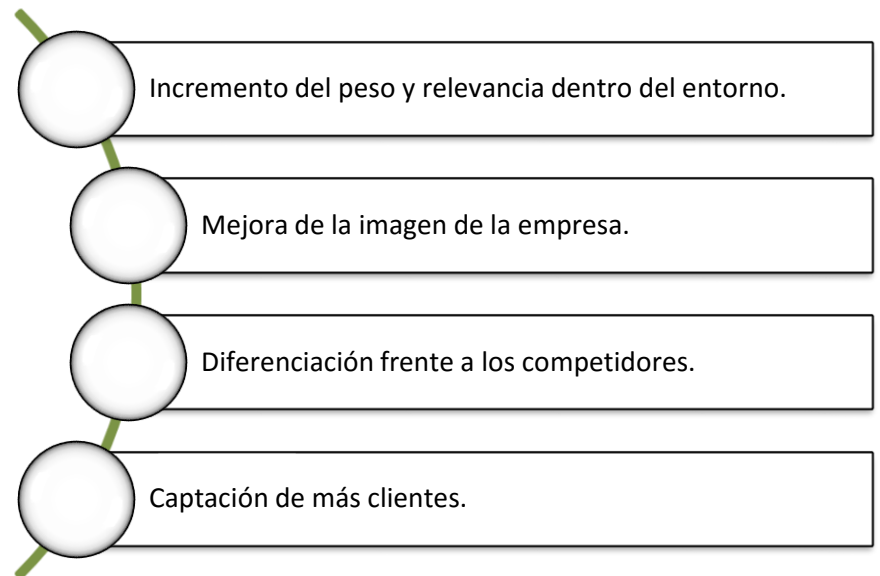 Incremento del peso y relevancia dentro del entorno.
Mejora de la imagen de la empresa.
Diferenciación frente a los competidores.
Captación de más clientes.